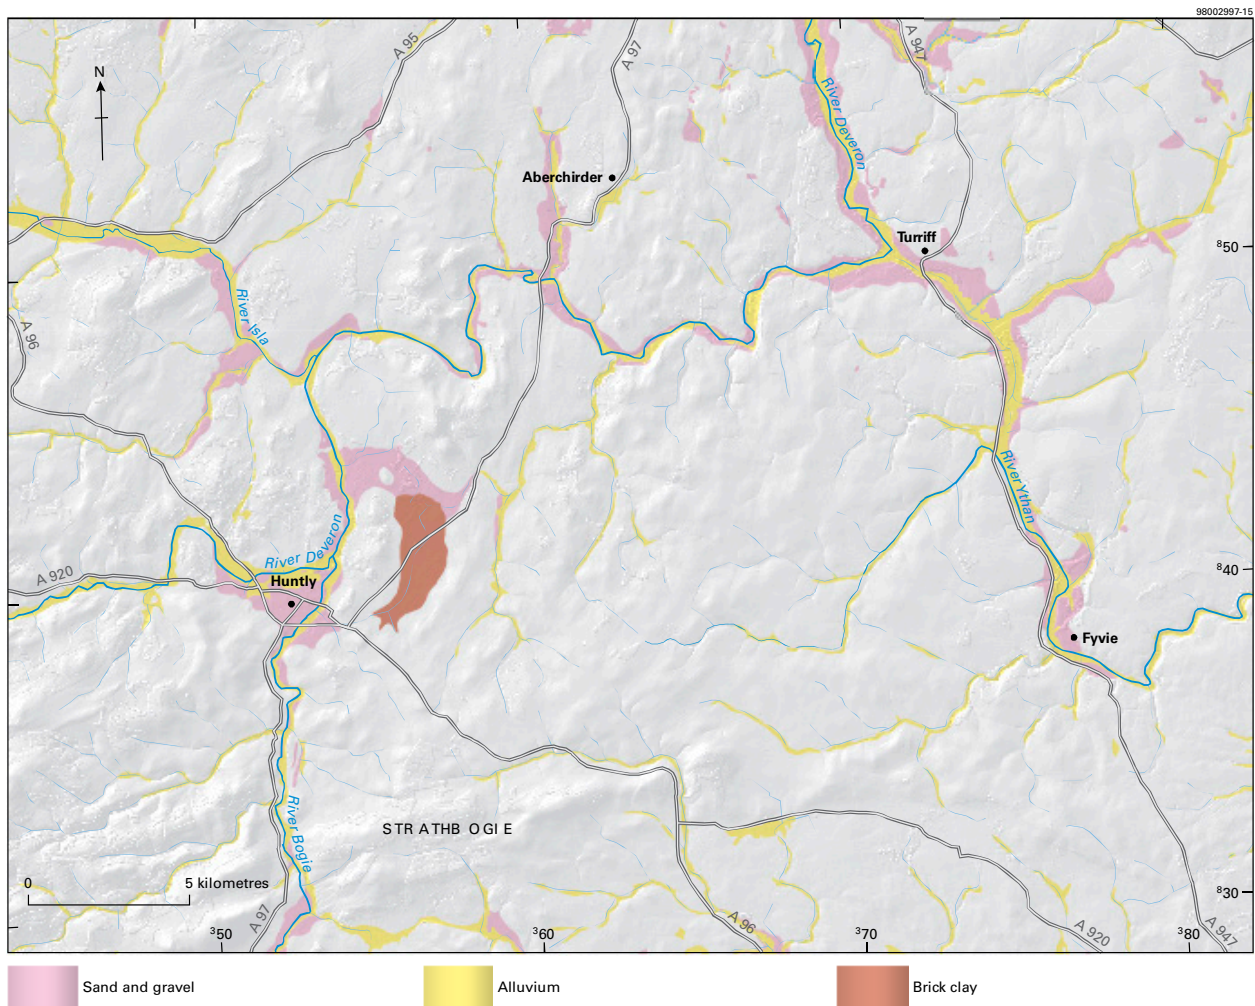 98002997-15
A 95
A 97
A 947
N
River Deveron
Aberchirder
Turriff
⁸50
River Isla
A 96
River Ythan
River Deveron
A 920
Huntly
⁸40
Fyvie
River Bogie
STRATHBOGIE
0 5 kilometres
⁸30
A 97
A 96
A 920
A 947
³50 ³60 ³70 ³80
Sand and gravel Alluvium Brick clay